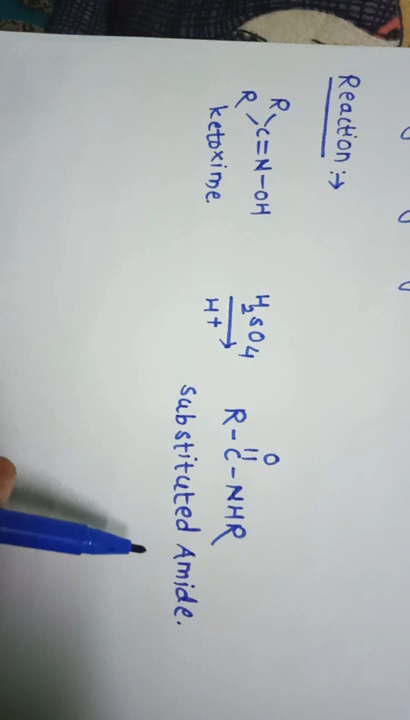 Reaction :→
R
R C=N-OH H₂SO4 R-C-NHR
H+ O
ketoxime. substituted Amide.